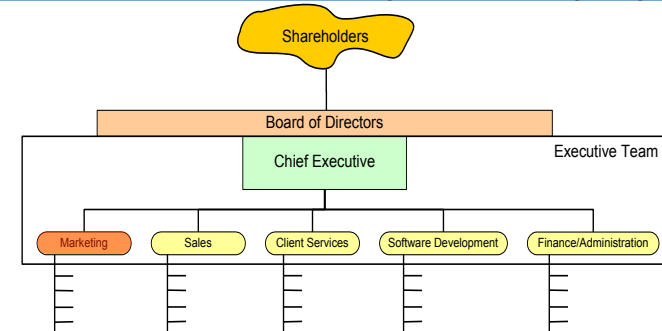 Shareholders
Board of Directors
Chief Executive
Executive Team
Marketing
Sales
Client Services
Software Development
Finance/Administration